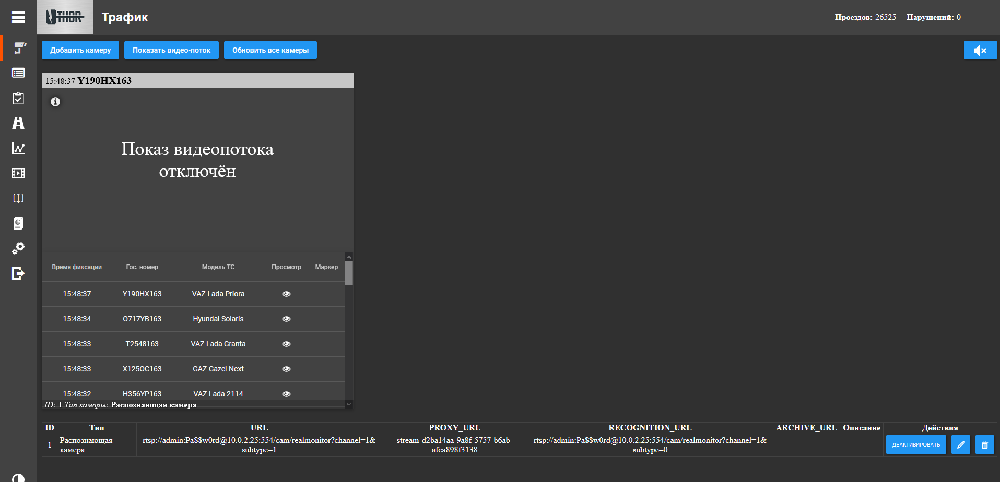 THOR
Трафик
Проездов: 26525 Нарушений: 0
Добавить камеру
Показать видео-поток
Обновить все камеры
15:48:37 Y190HX163
Показ видеопотока
отключён
Время фиксации Гос. номер Модель ТС Просмотр Маркер
15:48:37 Y190HX163 VAZ Lada Priora
15:48:34 O717YB163 Hyundai Solaris
15:48:33 T2548163 VAZ Lada Granta
15:48:33 X125OC163 GAZ Gazel Next
15:48:32 H356YP163 VAZ Lada 2114
ID: 1 Тип камеры: Распознающая камера
ID Тип URL PROXY_URL RECOGNITION_URL ARCHIVE_URL Описание Действия
1
Распознающая
камера
rtsp://admin:Pa$$w0rd@10.0.2.25:554/cam/realmonitor?channel=1&
subtype=1
stream-d2ba14aa-9a8f-5757-b6ab-
afca898f3138
rtsp://admin:Pa$$w0rd@10.0.2.25:554/cam/realmonitor?channel=1&
subtype=0
ДЕАКТИВИРОВАТЬ